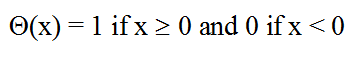 Θ(x) = 1 if x ≥ 0 and 0 if x < 0